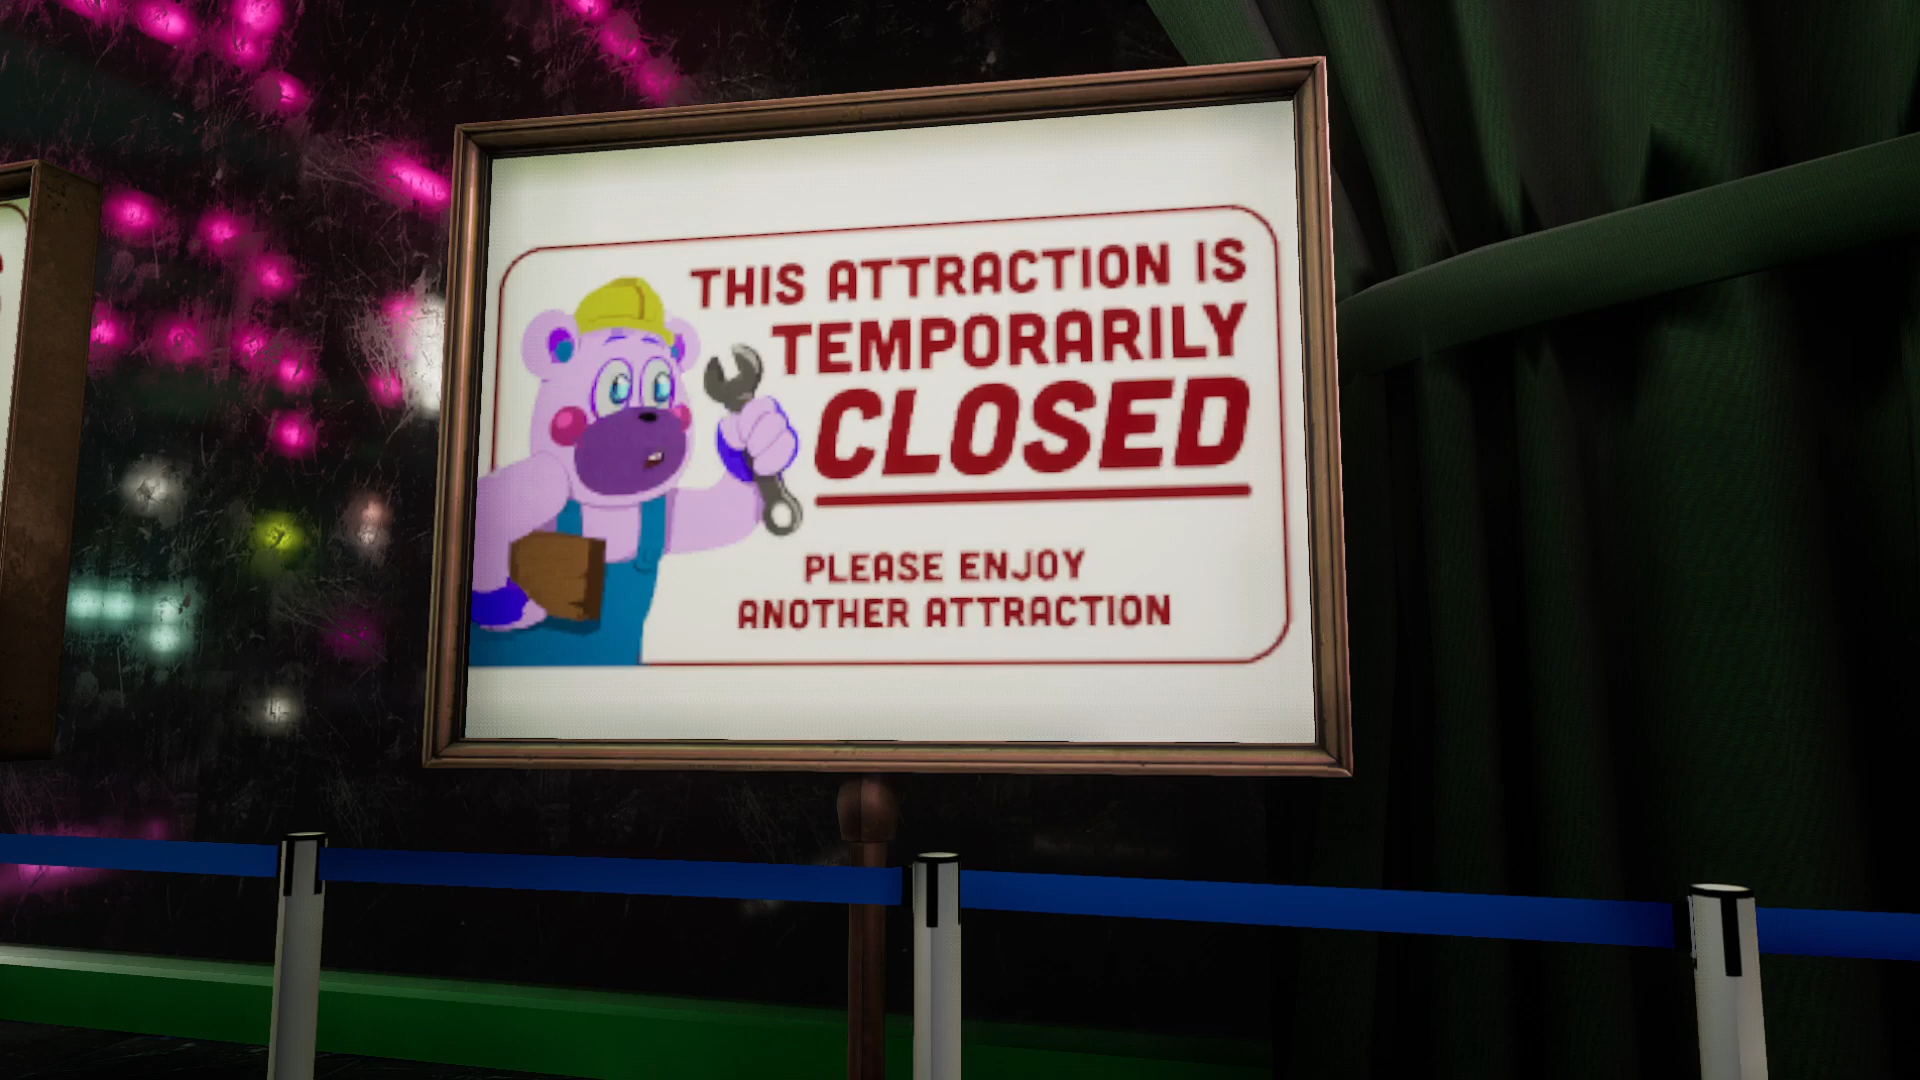 THIS ATTRACTION IS
TEMPORARILY
CLOSED
PLEASE ENJOY
ANOTHER ATTRACTION